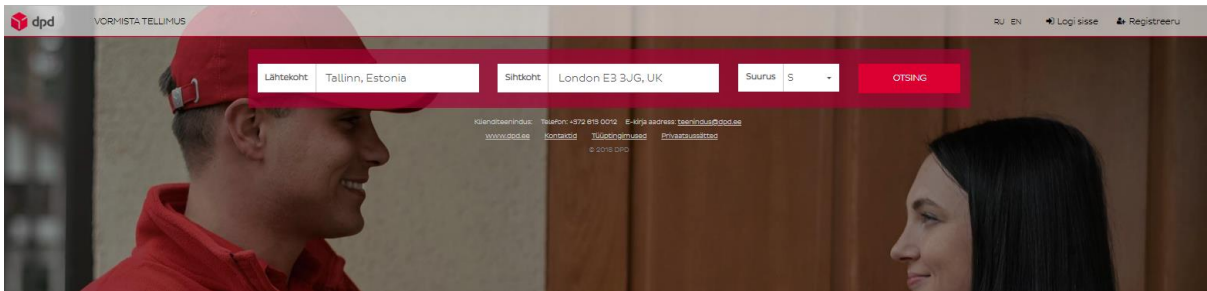 dpd VORMISTA TELLIMUS RU EN Logi sisse Registreeru
Lähtekoht Tallinn, Estonia Sihtkoht London E3 3JG, UK Suurus S OTSING
Klienditeenindus: Telefon: +372 613 0012 E-kirja aadress: teenindus@dpd.ee
www.dpd.ee Kontaktid Tüüptingimused Privaatsussätted
© 2018 DPD